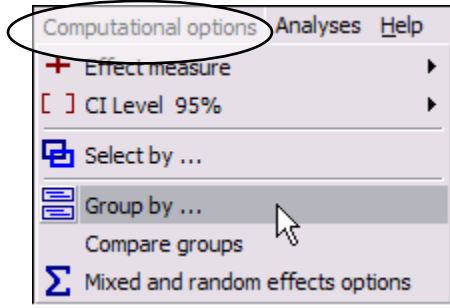 Computational options Analyses Help
Effect measure
[ ] CI Level 95%
Select by ...
Group by ...
Compare groups
Σ Mixed and random effects options